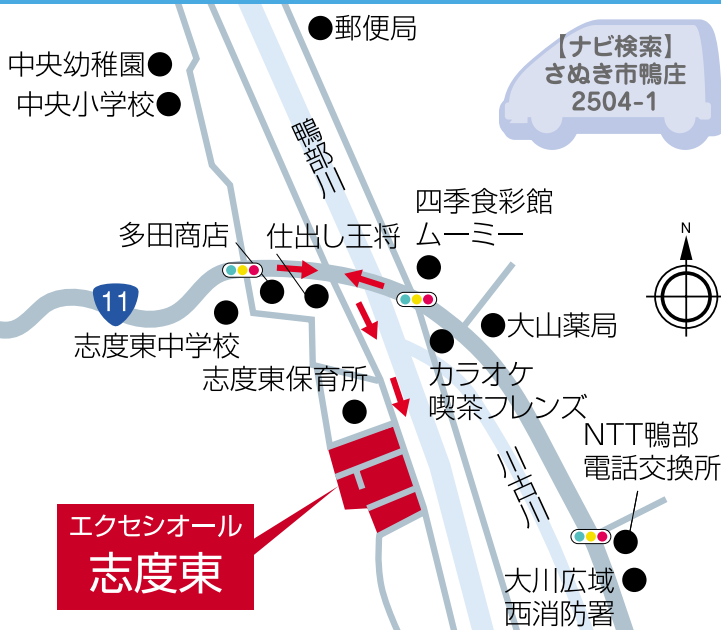 郵便局
【ナビ検索】
さぬき市鴨庄
2504-1
中央幼稚園
中央小学校
鴨部川
四季食彩館
ムーミー
多田商店
仕出し王将
N
11
志度東中学校
大山薬局
志度東保育所
カラオケ
喫茶フレンズ
NTT鴨部
電話交換所
川古川
エクセシオール
志度東
大川広域
西消防署